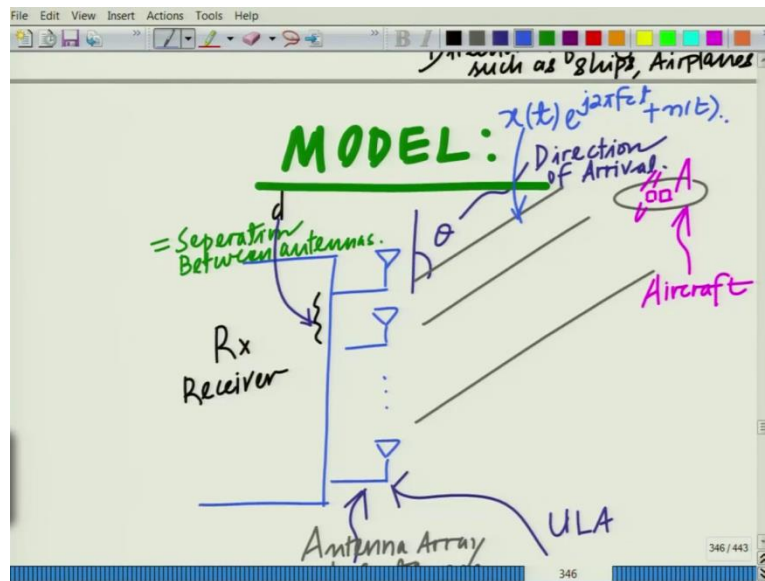 File Edit View Insert Actions Tools Help
such as ships, Airplanes
x(t) e^{j2πfct} + n(t).
MODEL:
Direction
of Arrival.
d
= Seperation
Between antennas.
θ
A
Aircraft
Rx
Receiver
ULA
Antenna Array
346/443
346